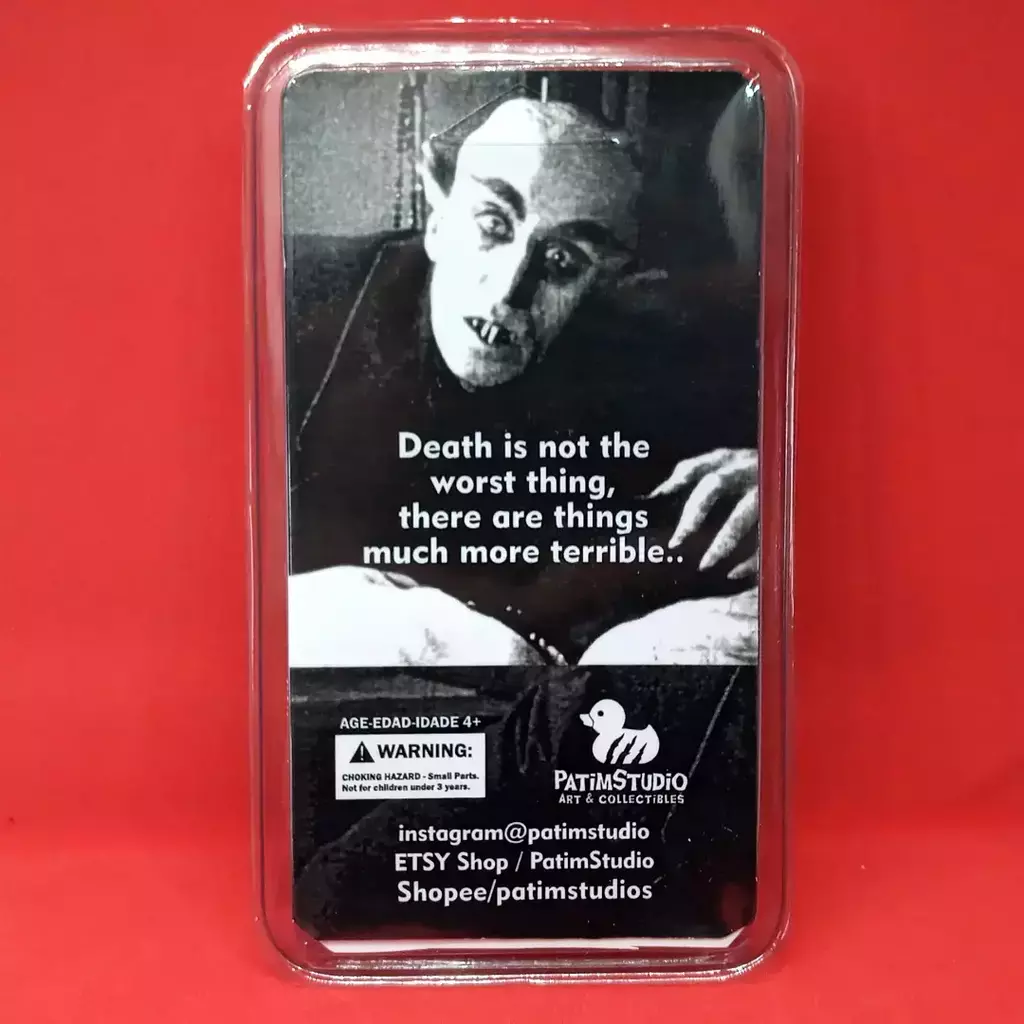 Death is not the
worst thing,
there are things
much more terrible..
AGE-EDAD-IDADE 4+
WARNING:
CHOKING HAZARD - Small Parts.
Not for children under 3 years.
PATiMSTUDiO
ART & COLLECTiBLES
instagram@patimstudio
ETSY Shop / PatimStudio
Shopee/patimstudios